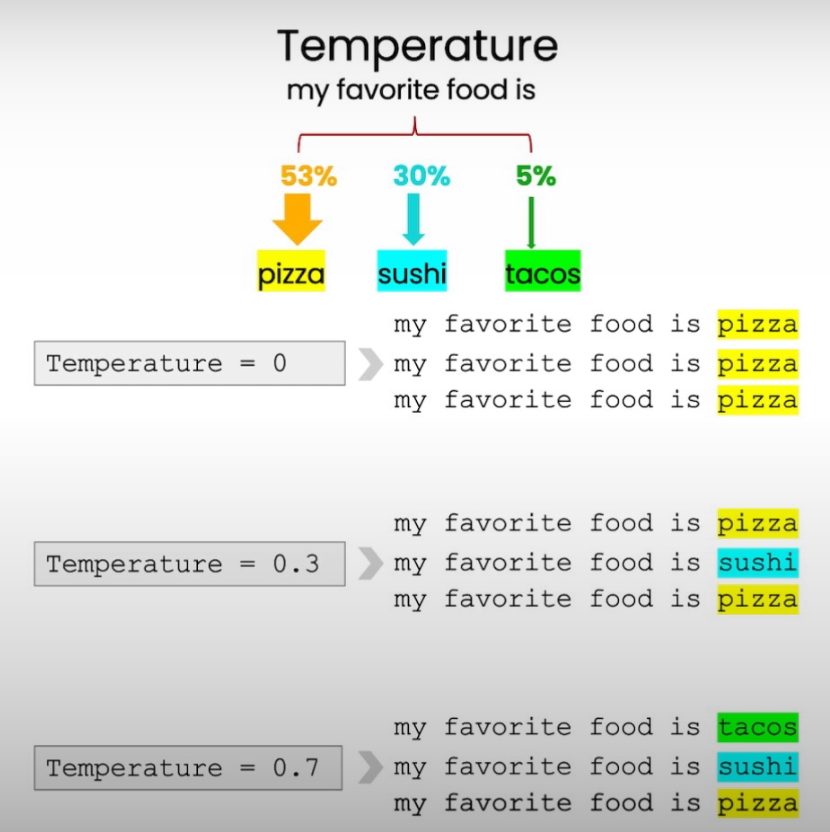 Temperature
my favorite food is
53% 30% 5%
pizza sushi tacos
my favorite food is pizza
Temperature = 0
my favorite food is pizza
my favorite food is pizza
my favorite food is pizza
Temperature = 0.3
my favorite food is sushi
my favorite food is pizza
my favorite food is tacos
Temperature = 0.7
my favorite food is sushi
my favorite food is pizza